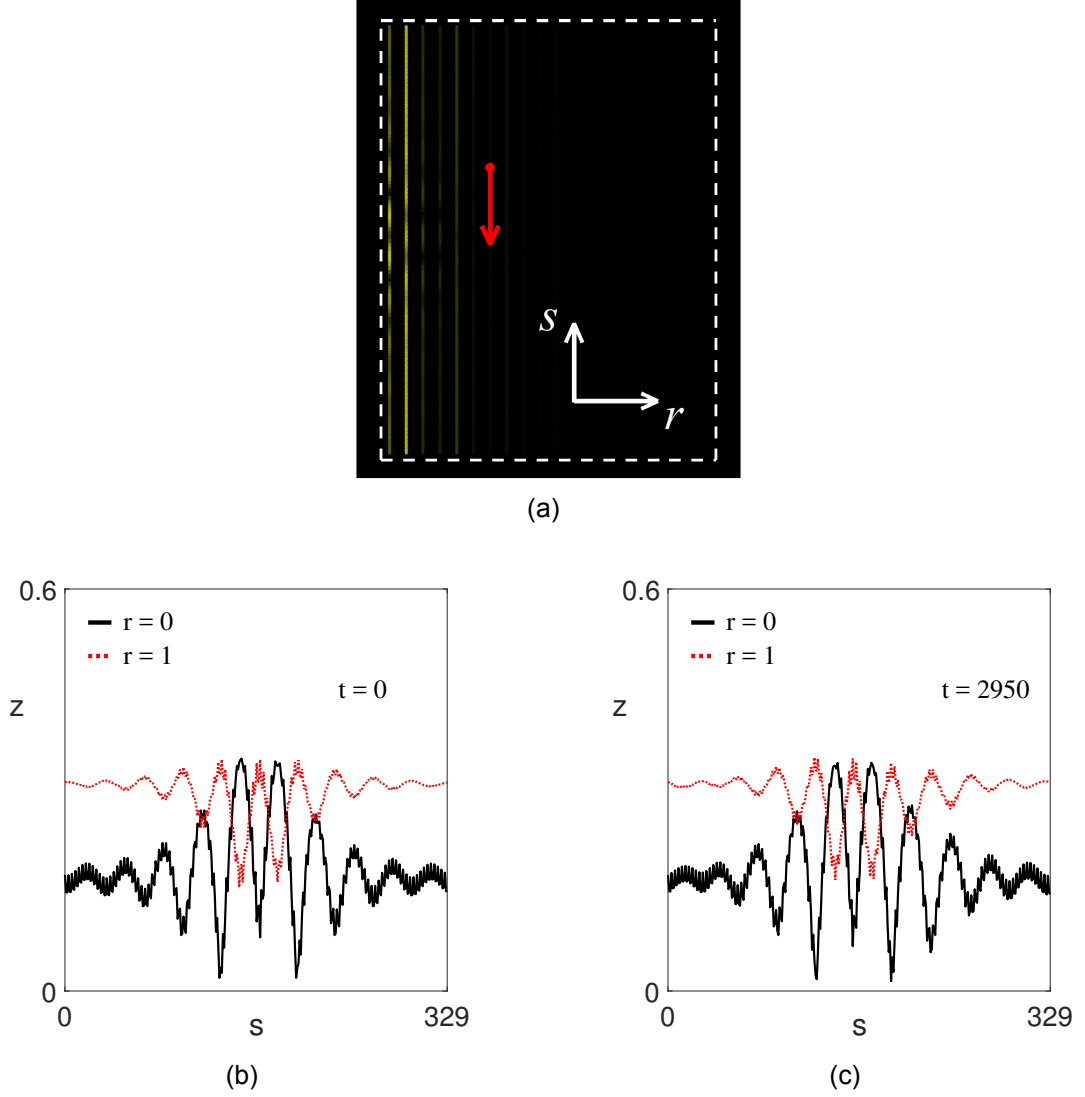 s
r
(a)
0.6
r = 0
r = 1
t = 0
z
0
0
329
s
(b)
0.6
r = 0
r = 1
t = 2950
z
0
0
329
s
(c)